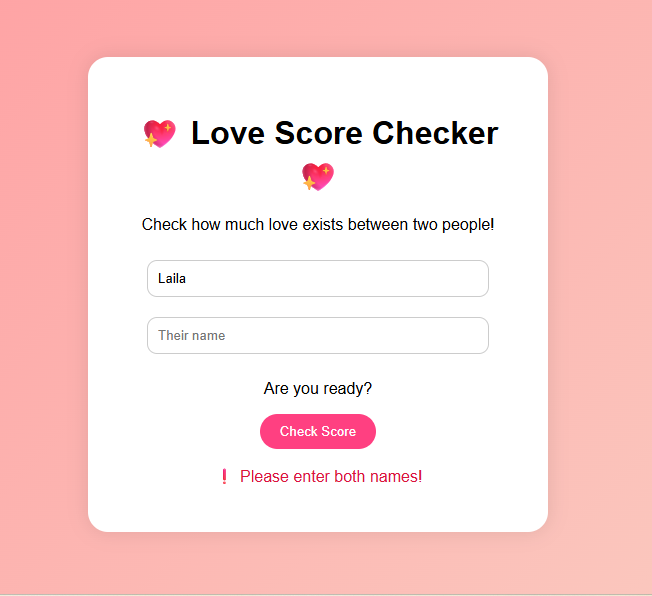 💖 Love Score Checker
💖
Check how much love exists between two people!
Laila
Their name
Are you ready?
Check Score
❗ Please enter both names!